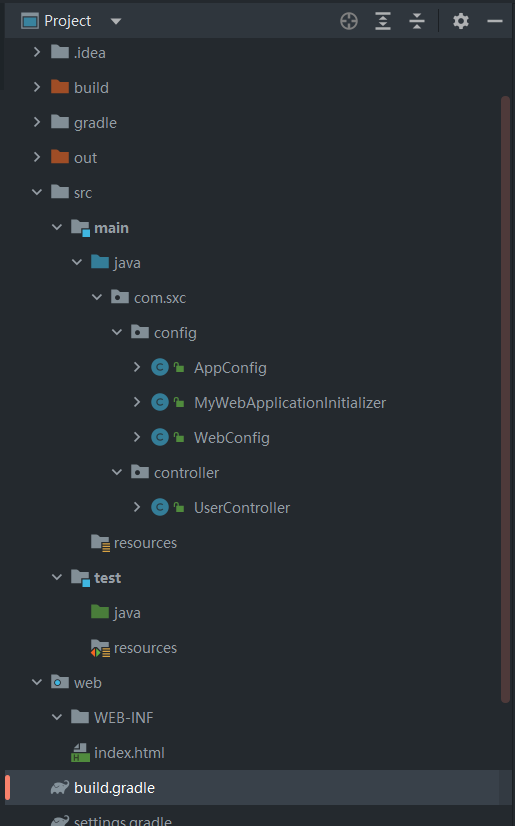 Project
.idea
build
gradle
out
src
main
java
com.sxc
config
AppConfig
MyWebApplicationInitializer
WebConfig
controller
UserController
resources
test
java
resources
web
WEB-INF
index.html
build.gradle
settings.gradle